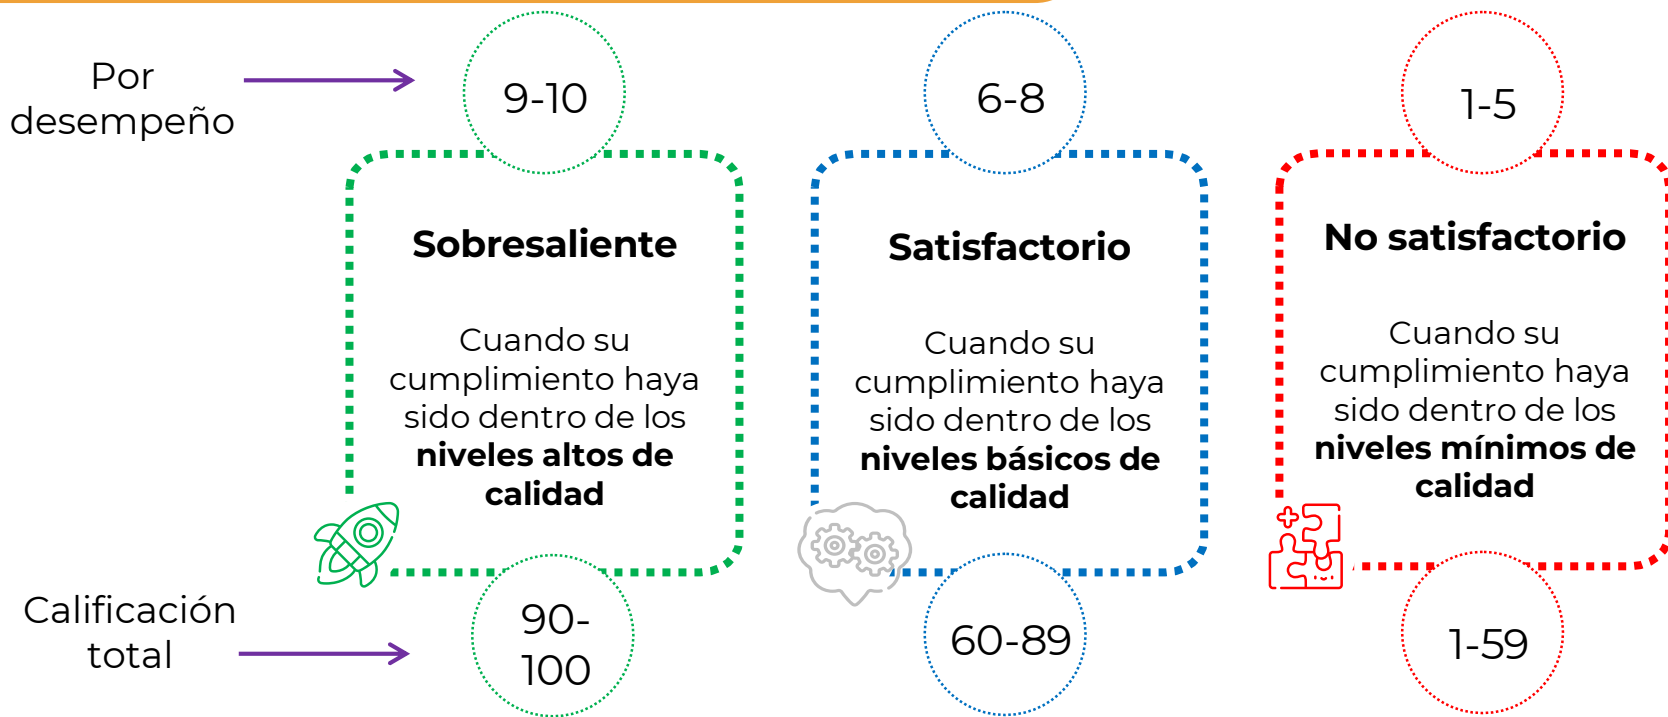 Por
desempeño
9-10
6-8
1-5
Sobresaliente
Cuando su
cumplimiento haya
sido dentro de los
niveles altos de
calidad
Satisfactorio
Cuando su
cumplimiento haya
sido dentro de los
niveles básicos de
calidad
No satisfactorio
Cuando su
cumplimiento haya
sido dentro de los
niveles mínimos de
calidad
Calificación
total
90-
100
60-89
1-59